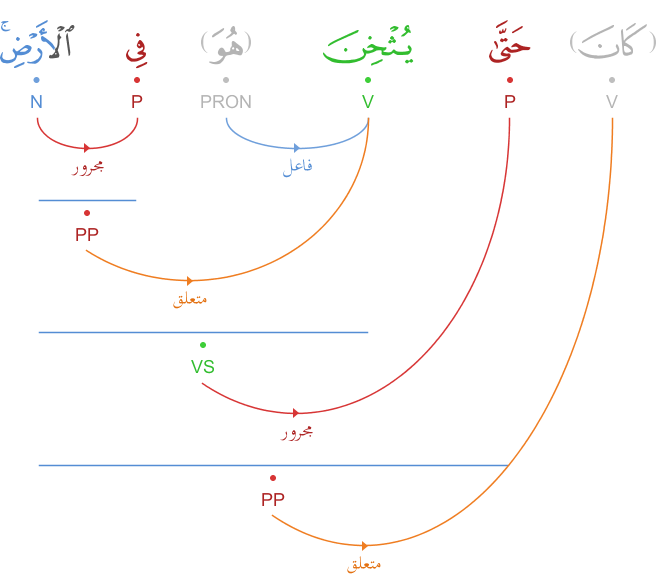 (كَانَ) حَتَّىٰ يُثْخِنَ (هُوَ) فِى ٱلْأَرْضِ ۚ
V P V PRON P N
مجرور فاعل
PP
متعلق
VS
مجرور
PP
متعلق